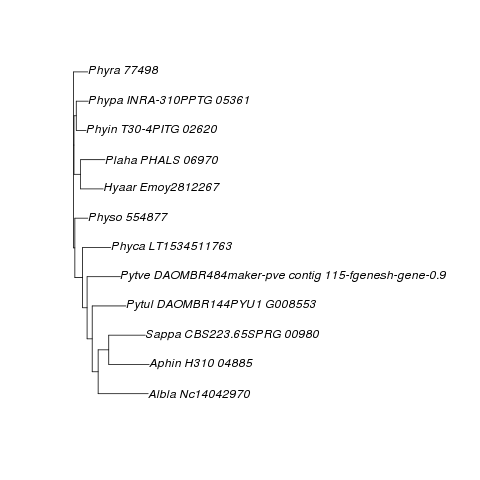 Phyra 77498
Phypa INRA-310PPTG 05361
Phyin T30-4PITG 02620
Plaha PHALS 06970
Hyaar Emoy2812267
Physo 554877
Phyca LT1534511763
Pytve DAOMBR484maker-pve contig 115-fgenesh-gene-0.9
Pytul DAOMBR144PYU1 G008553
Sappa CBS223.65SPRG 00980
Aphin H310 04885
Albla Nc14042970